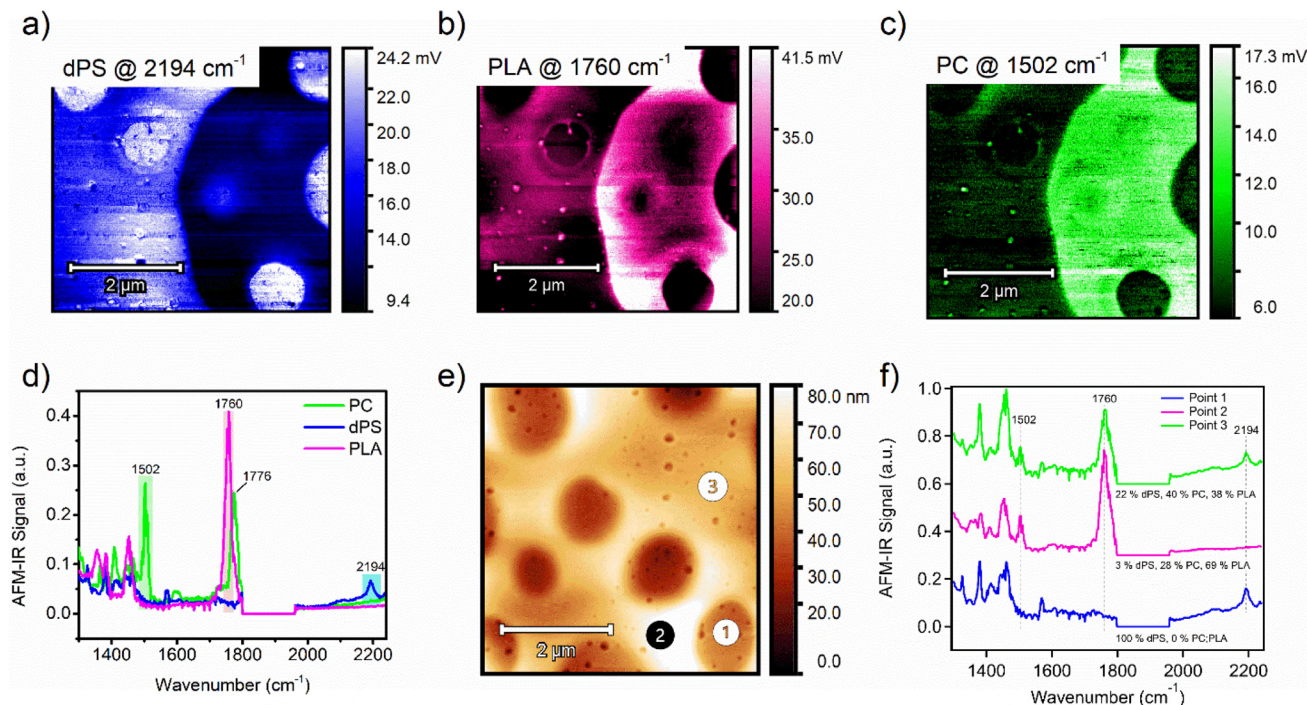 a)
dPS @ 2194 cm⁻¹
24.2 mV
22.0
20.0
18.0
16.0
14.0
9.4
2 µm
b)
PLA @ 1760 cm⁻¹
41.5 mV
35.0
30.0
25.0
20.0
2 µm
c)
PC @ 1502 cm⁻¹
17.3 mV
16.0
14.0
12.0
10.0
6.0
2 µm
d)
AFM-IR Signal (a.u.)
0.4
0.3
0.2
0.1
0.0
1760
1502
1776
2194
PC
dPS
PLA
1400 1600 1800 2000 2200
Wavenumber (cm⁻¹)
e)
80.0 nm
70.0
60.0
50.0
40.0
30.0
20.0
0.0
3
2
1
2 µm
f)
AFM-IR Signal (a.u.)
1.0
0.8
0.6
0.4
0.2
0.0
1502
1760
2194
Point 1
Point 2
Point 3
22 % dPS, 40 % PC, 38 % PLA
3 % dPS, 28 % PC, 69 % PLA
100 % dPS, 0 % PC;PLA
1400 1600 1800 2000 2200
Wavenumber (cm⁻¹)